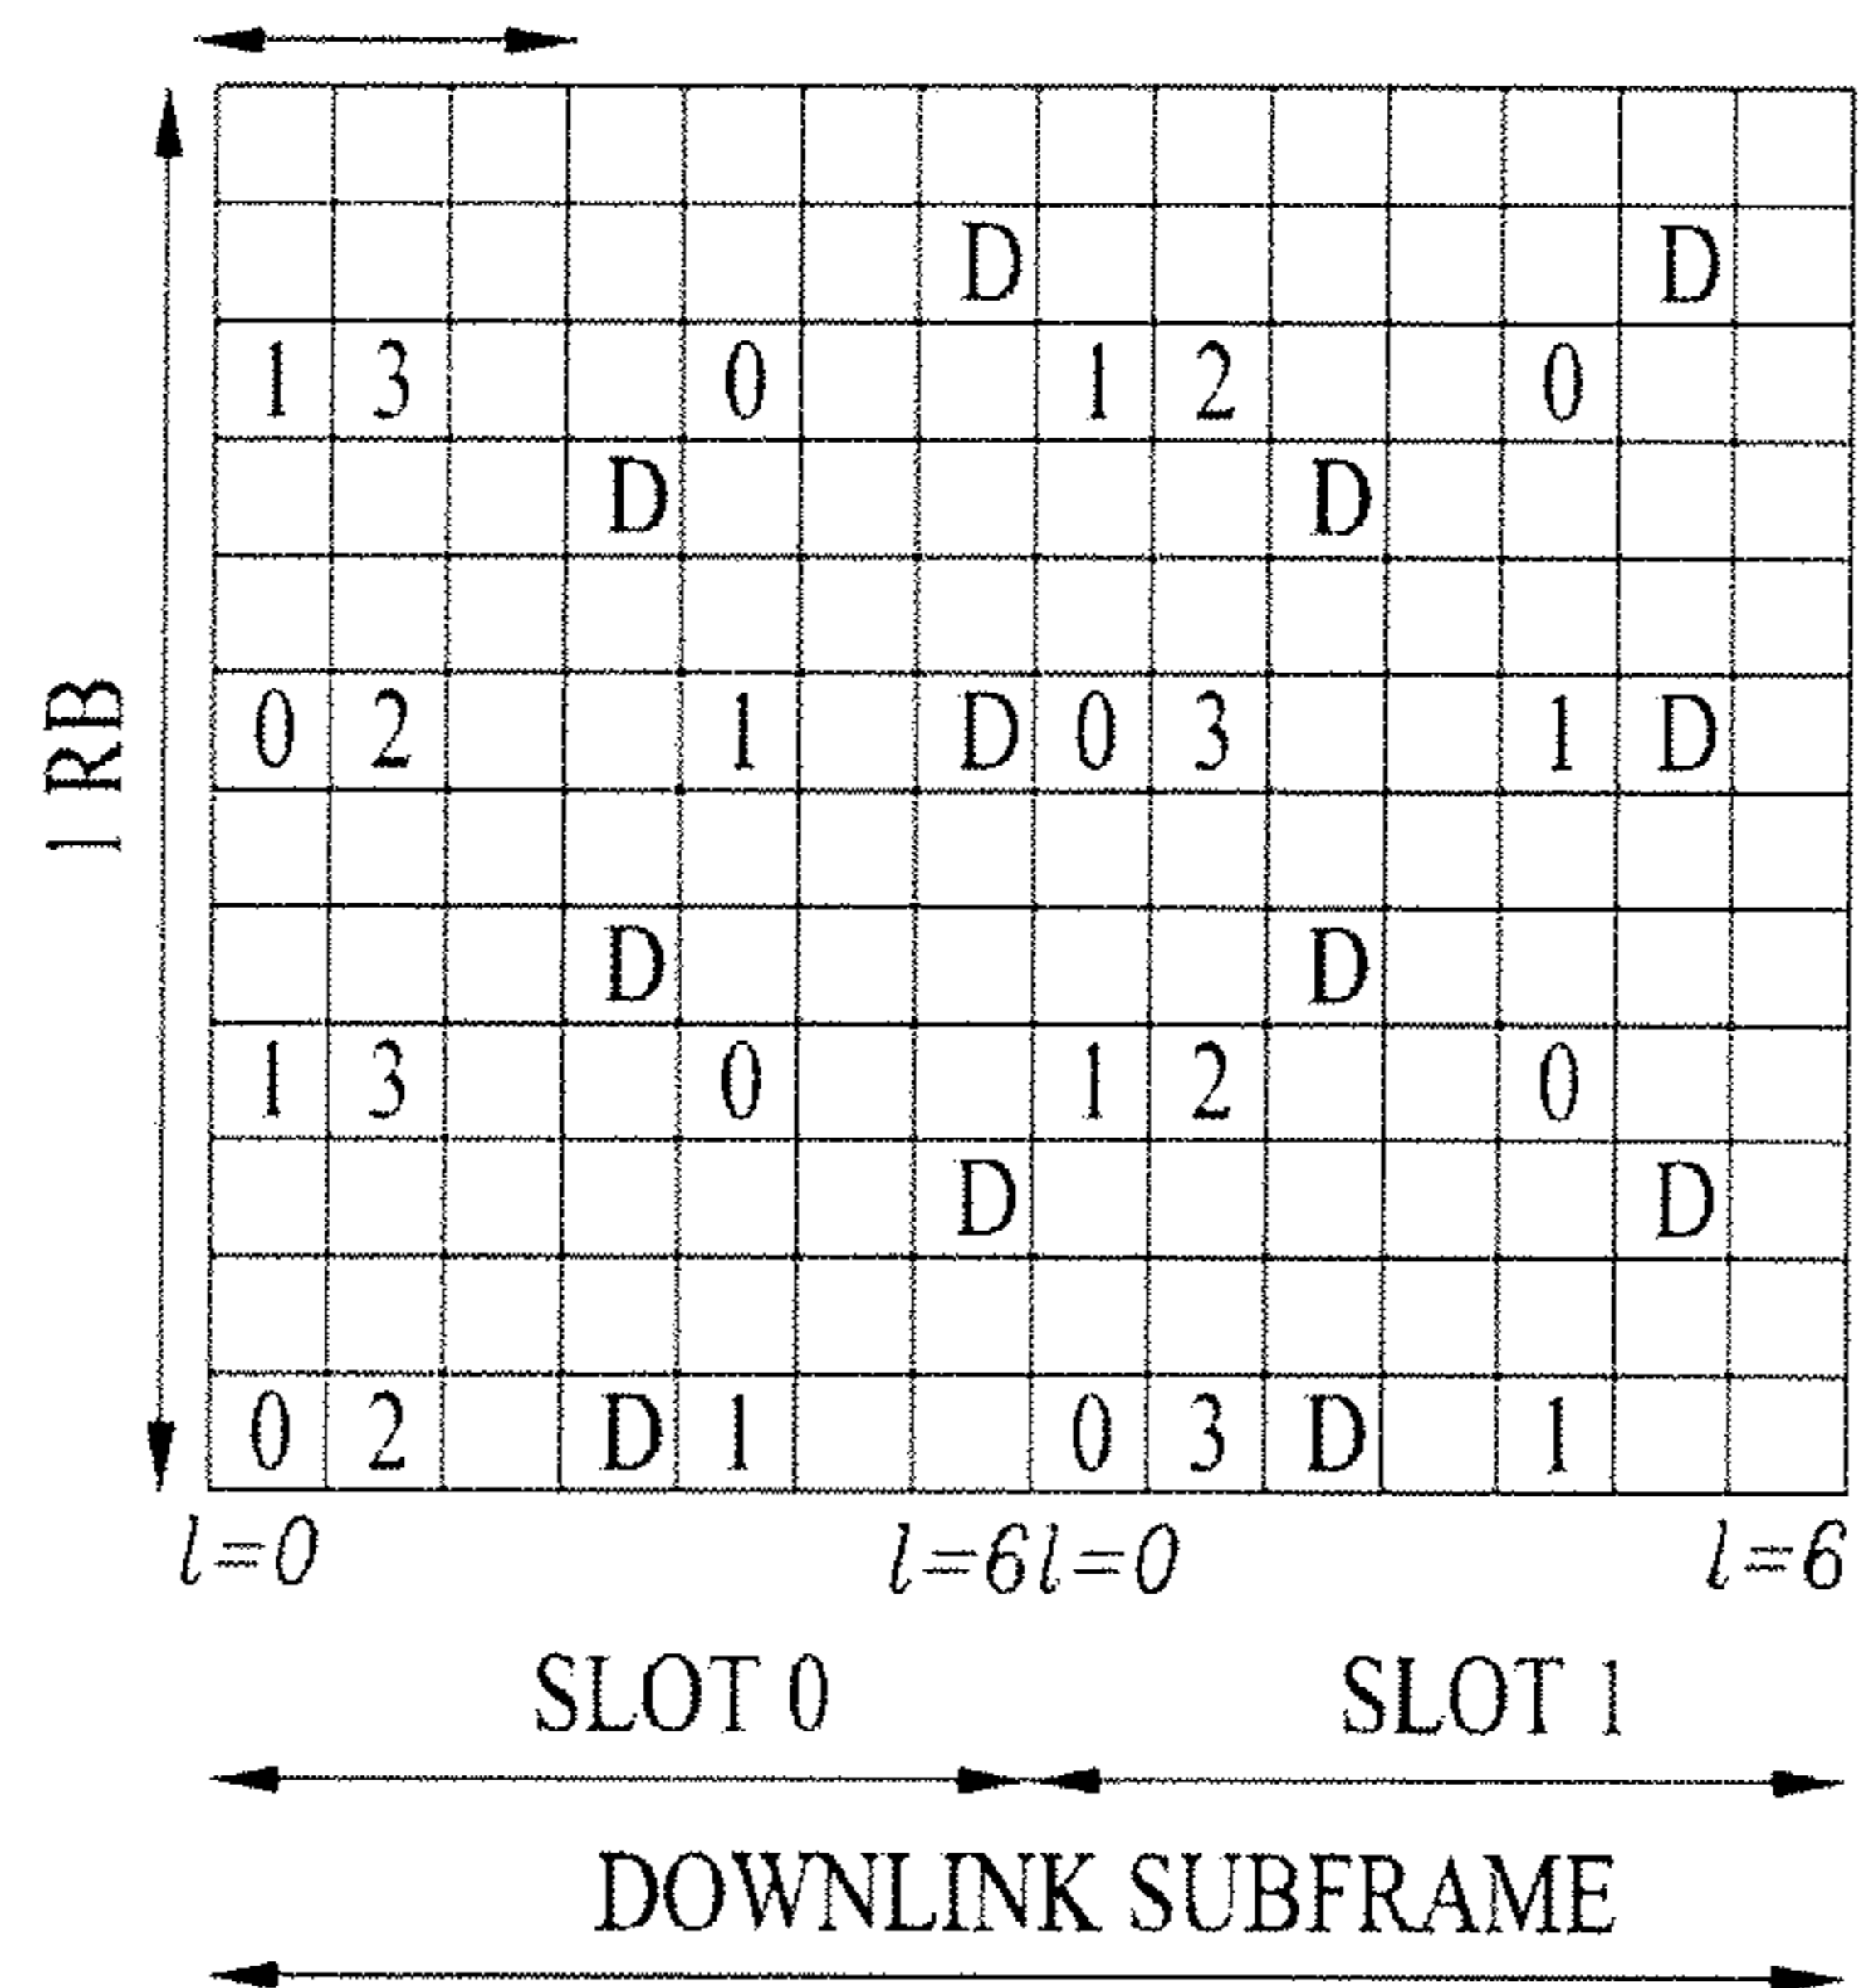 D D
1 3 0 1 2 0
D D
1 RB
0 2 1 D 0 3 1 D
D D
1 3 0 1 2 0
D D
0 2 D 1 0 3 D 1
l=0 l=6 l=0 l=6
SLOT 0 SLOT 1
DOWNLINK SUBFRAME